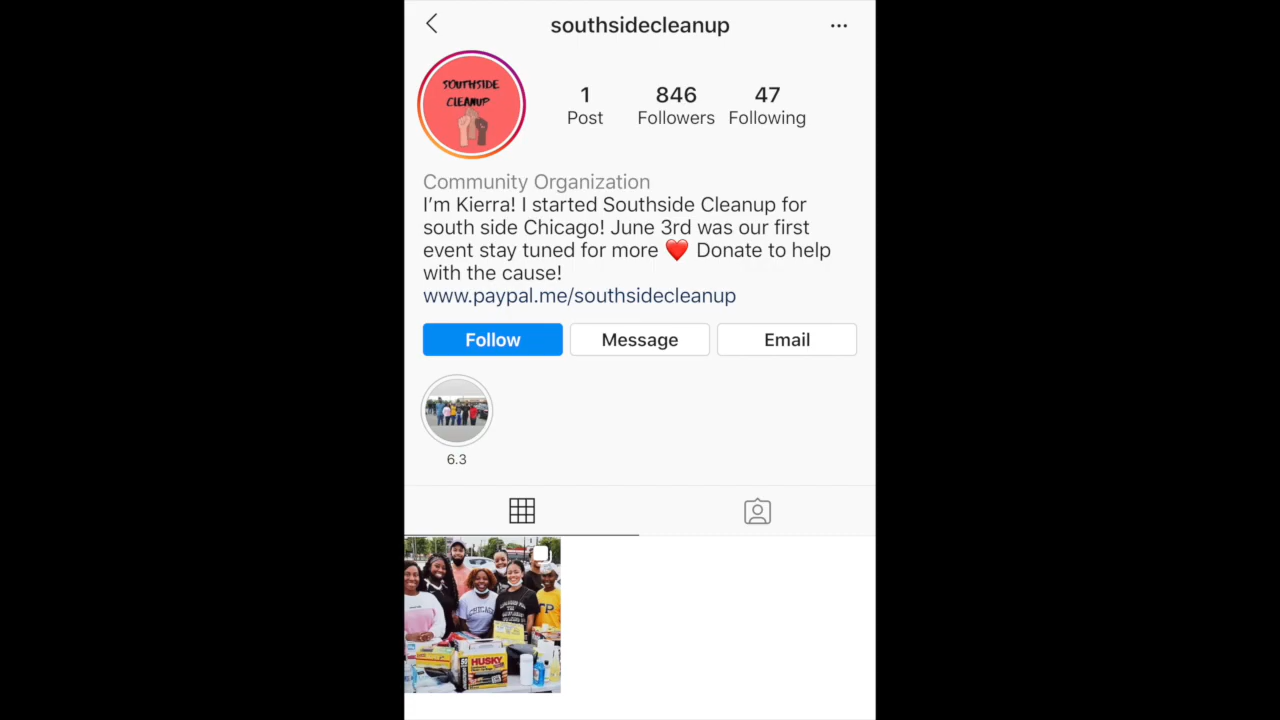 southsidecleanup
SOUTHSIDE
CLEANUP
1
Post
846
Followers
47
Following
Community Organization
I'm Kierra! I started Southside Cleanup for
south side Chicago! June 3rd was our first
event stay tuned for more ❤️ Donate to help
with the cause!
www.paypal.me/southsidecleanup
Follow
Message
Email
6.3
CHICAGO
HUSKY